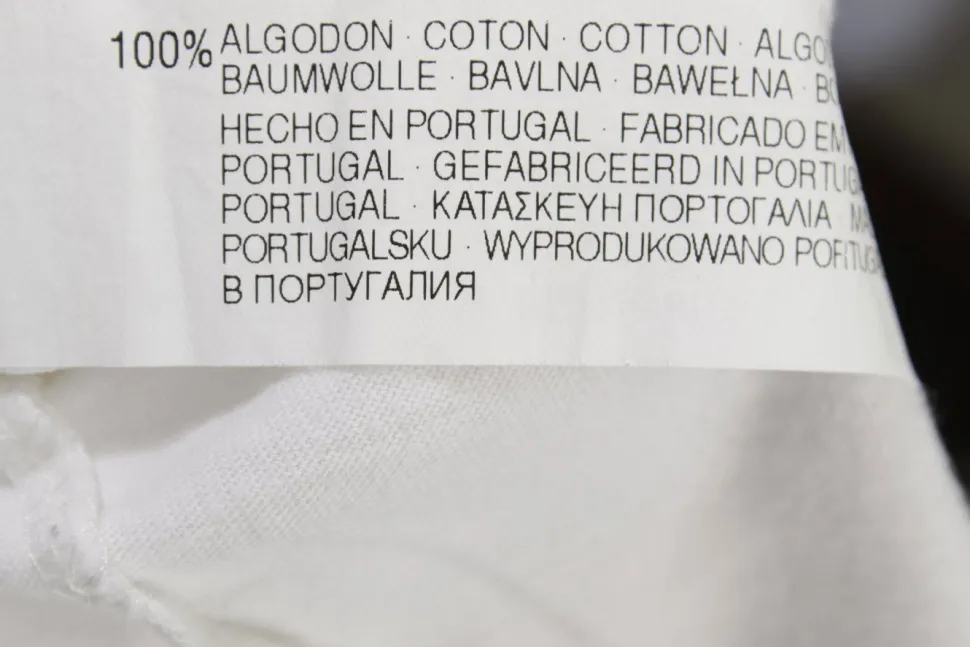 100% ALGODON · COTON · COTTON ·
BAUMWOLLE · BAVLNA · BAWEŁNA ·
HECHO EN PORTUGAL · FABRICADO EM
PORTUGAL · GEFABRICEERD IN
PORTUGAL · ΚΑΤΑΣΚΕΥΗ ΠΟΡΤΟΓΑΛΙΑ
PORTUGALSKU · WYPRODUKOWANO
В ПОРТУГАЛИЯ